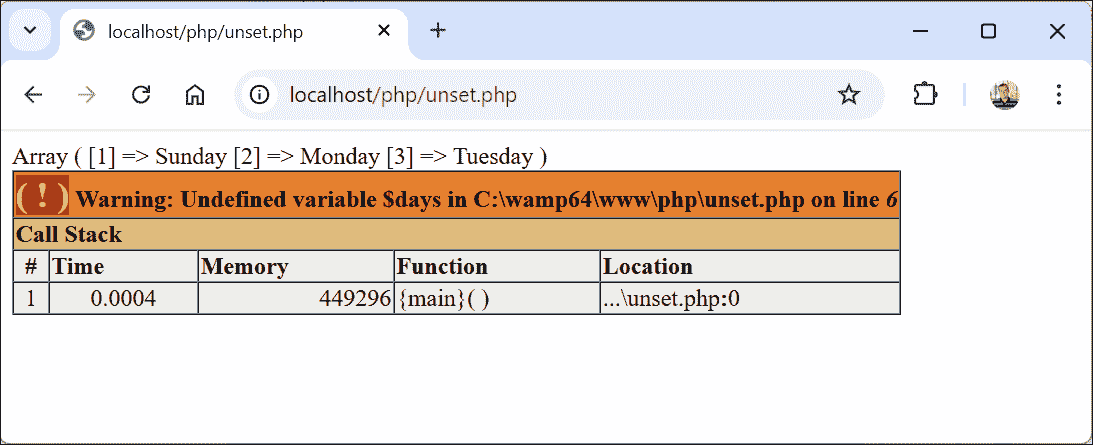 localhost/php/unset.php
localhost/php/unset.php
Array ( [1] => Sunday [2] => Monday [3] => Tuesday )
( ! ) Warning: Undefined variable $days in C:\wamp64\www\php\unset.php on line 6
Call Stack
# Time Memory Function Location
1 0.0004 449296 {main}( ) ...\unset.php:0